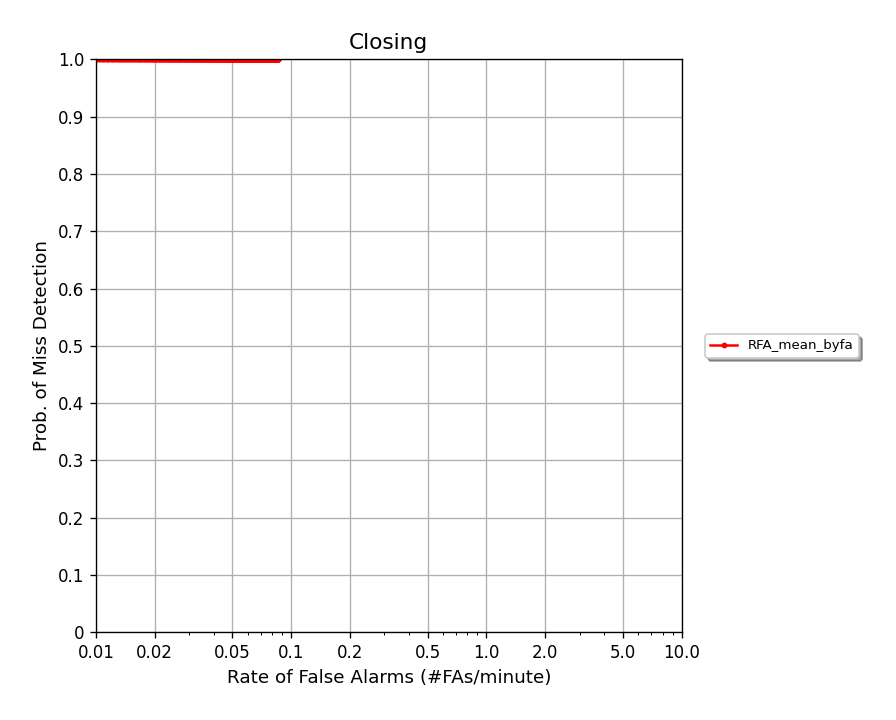 Closing
Prob. of Miss Detection
1.0
0.9
0.8
0.7
0.6
0.5
0.4
0.3
0.2
0.1
0
0.01 0.02 0.05 0.1 0.2 0.5 1.0 2.0 5.0 10.0
Rate of False Alarms (#FAs/minute)
RFA_mean_byfa